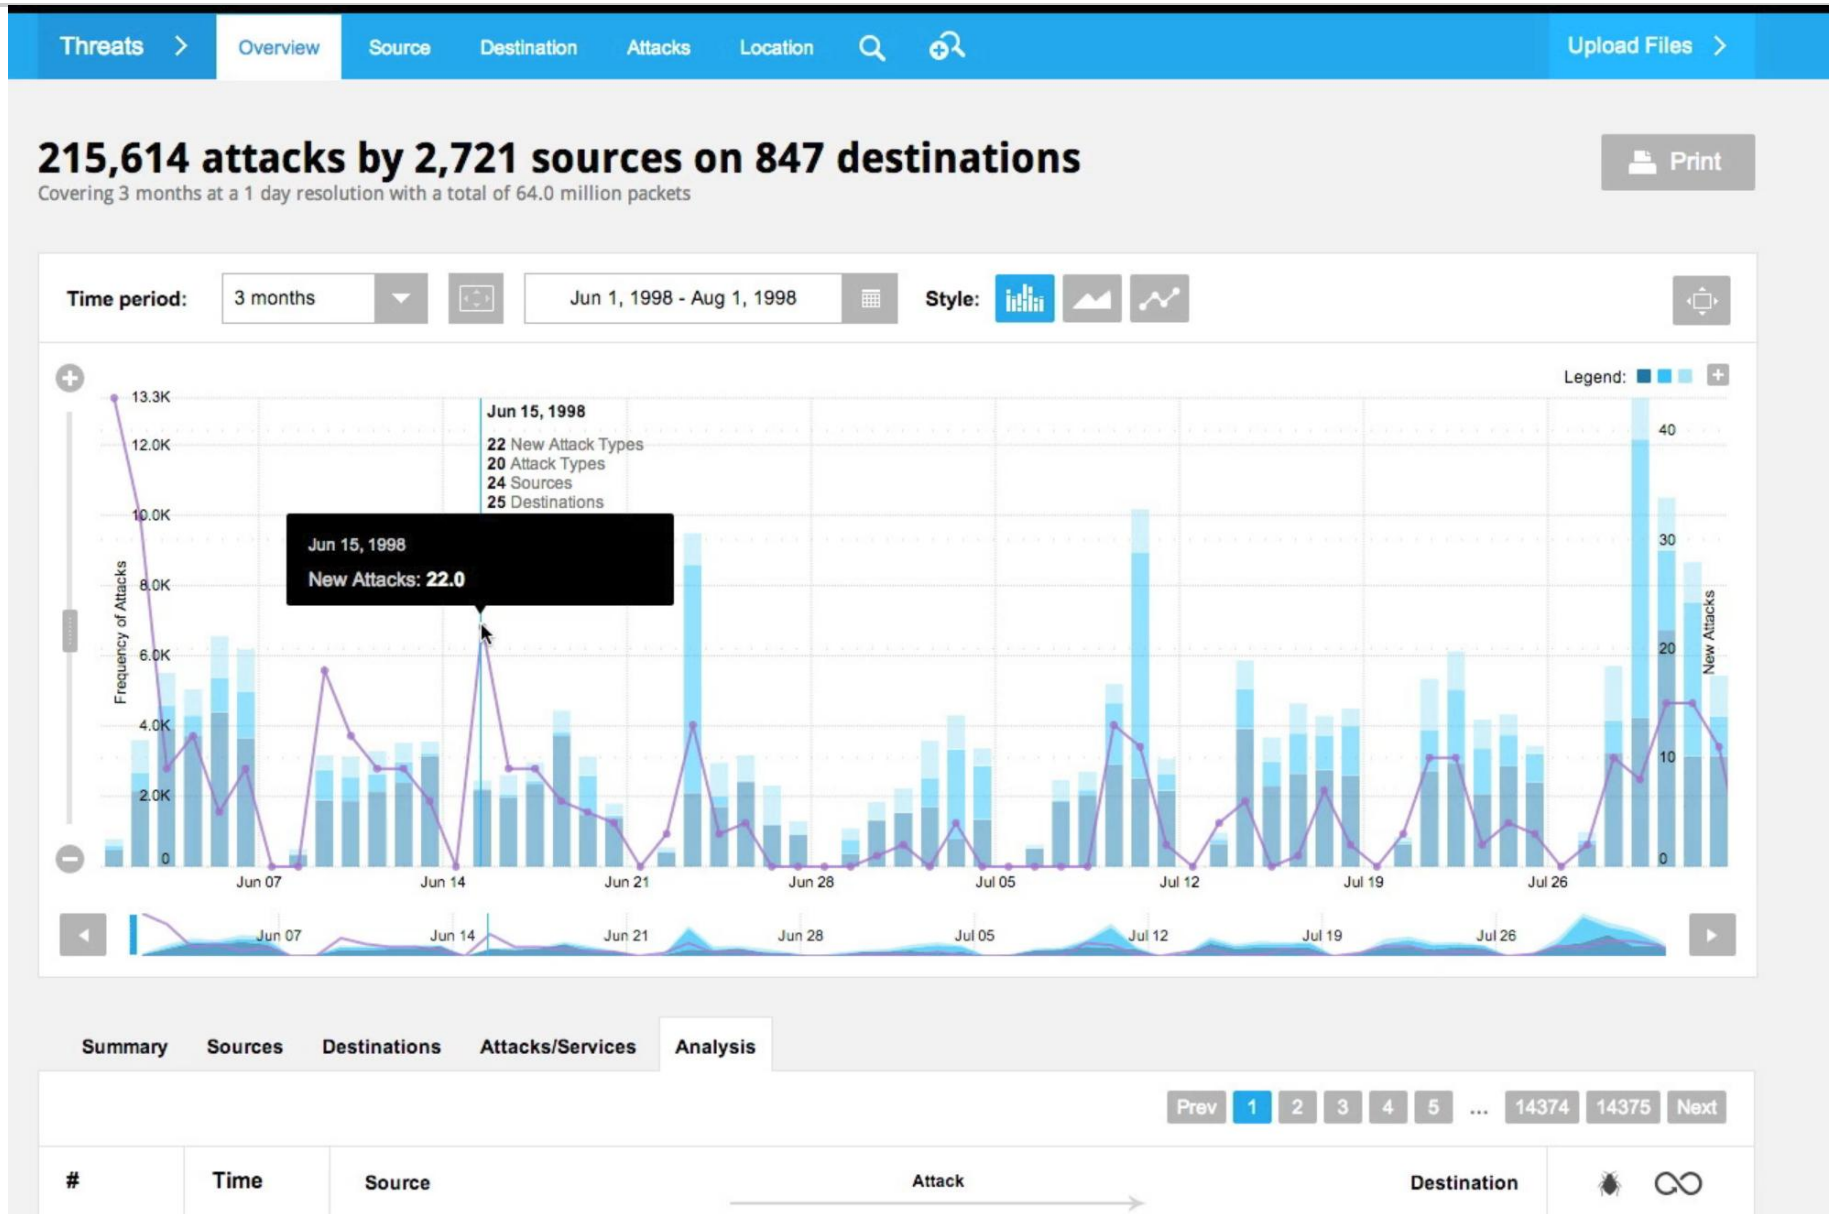 Threats Overview Source Destination Attacks Location Upload Files
215,614 attacks by 2,721 sources on 847 destinations
Print
Covering 3 months at a 1 day resolution with a total of 64.0 million packets
Time period: 3 months Jun 1, 1998 - Aug 1, 1998 Style:
Legend:
13.3K
12.0K
10.0K
8.0K
6.0K
4.0K
2.0K
0
Frequency of Attacks
Jun 15, 1998
22 New Attack Types
20 Attack Types
24 Sources
25 Destinations
Jun 15, 1998
New Attacks: 22.0
40
30
20
10
0
New Attacks
Jun 07 Jun 14 Jun 21 Jun 28 Jul 05 Jul 12 Jul 19 Jul 26
Jun 07 Jun 14 Jun 21 Jun 28 Jul 05 Jul 12 Jul 19 Jul 26
Summary Sources Destinations Attacks/Services Analysis
Prev 1 2 3 4 5 ... 14374 14375 Next
# Time Source Attack Destination